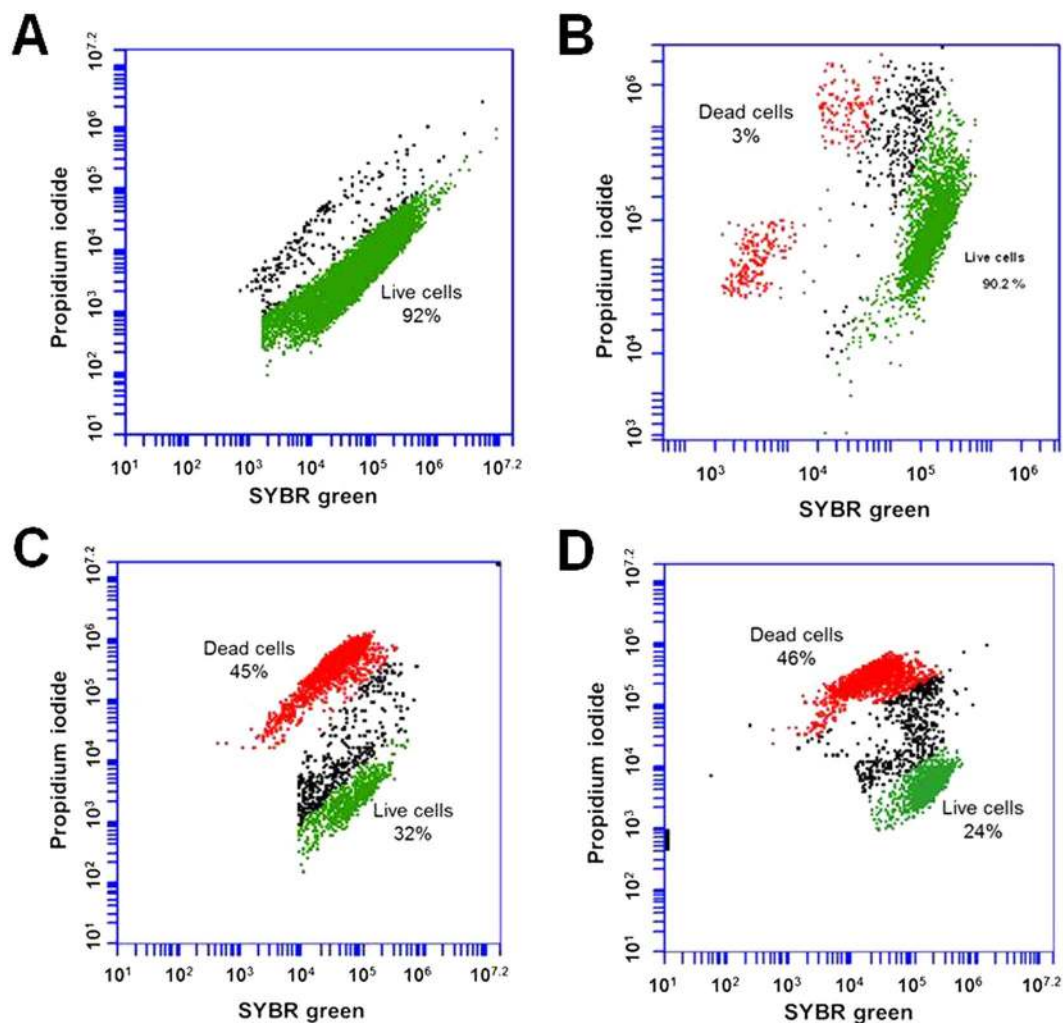 A
Propidium iodide
10^7.2
10^6
10^5
10^4
10^3
10^2
10^1
Live cells
92%
10^1 10^2 10^3 10^4 10^5 10^6 10^7.2
SYBR green
B
Propidium iodide
10^6
10^5
10^4
10^3
Dead cells
3%
Live cells
90.2 %
10^3 10^4 10^5 10^6
SYBR green
C
Propidium iodide
10^7.2
10^6
10^5
10^4
10^3
10^2
10^1
Dead cells
45%
Live cells
32%
10^1 10^2 10^3 10^4 10^5 10^6 10^7.2
SYBR green
D
Propidium iodide
10^7.2
10^6
10^5
10^4
10^3
10^2
10^1
Dead cells
46%
Live cells
24%
10^1 10^2 10^3 10^4 10^5 10^6 10^7.2
SYBR green